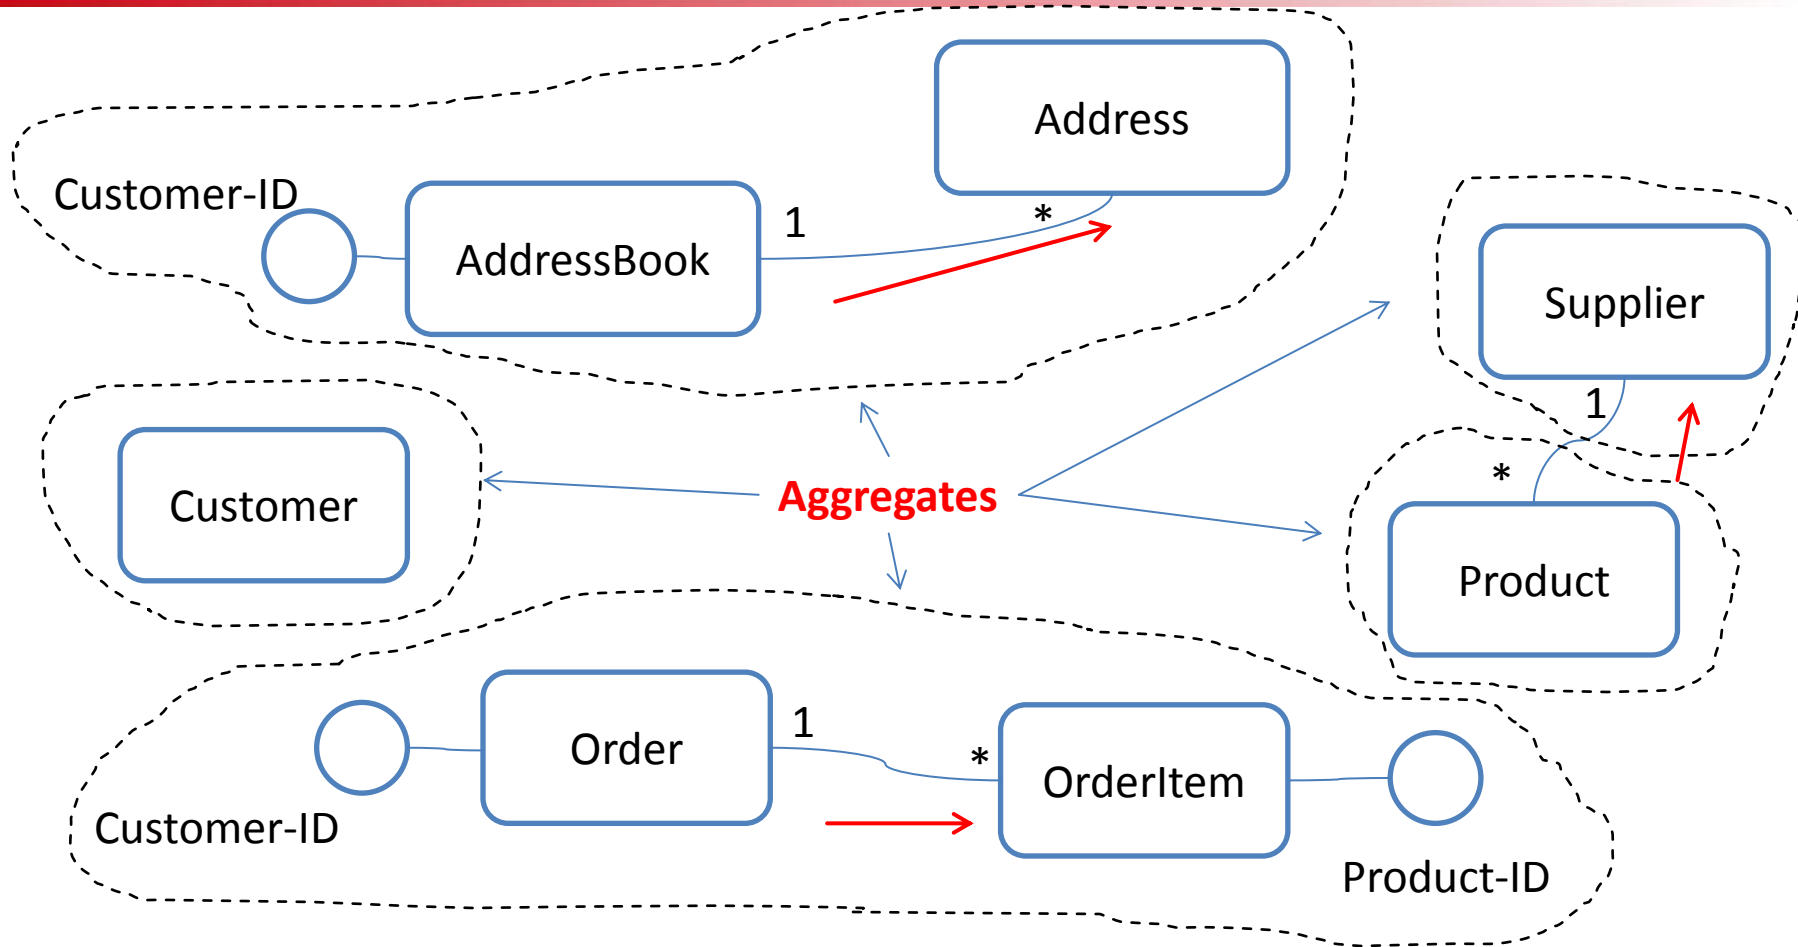 Address
Customer-ID
1
*
AddressBook
Supplier
1
*
Customer
Aggregates
Product
Order
1
*
OrderItem
Customer-ID
Product-ID